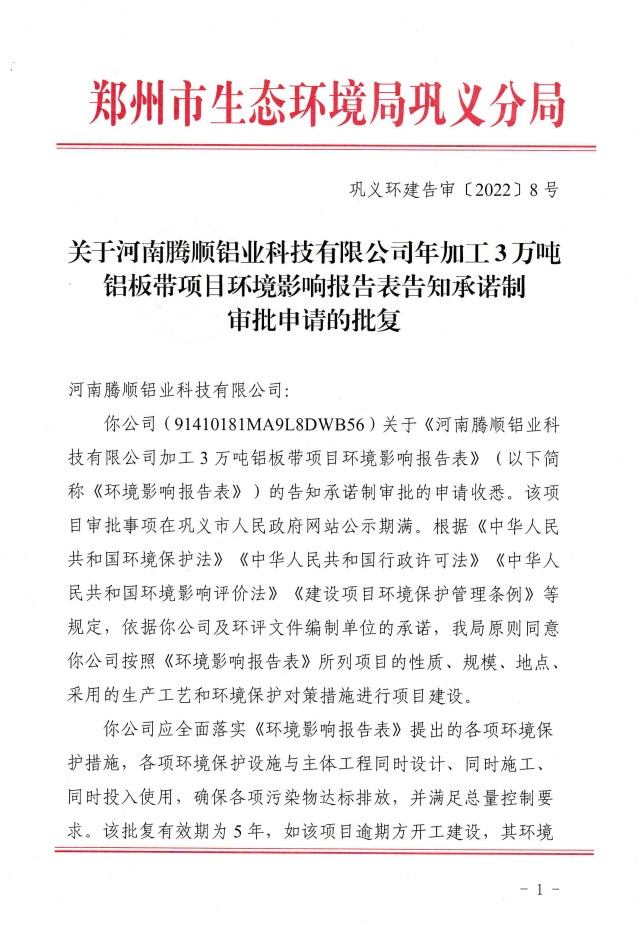 郑州市生态环境局巩义分局
巩义环建告审〔2022〕8号
关于河南腾顺铝业科技有限公司年加工3万吨
铝板带项目环境影响报告表告知承诺制
审批申请的批复
河南腾顺铝业科技有限公司:
你公司（91410181MA9L8DWB56）关于《河南腾顺铝业科
技有限公司加工3万吨铝板带项目环境影响报告表》（以下简
称《环境影响报告表》）的告知承诺制审批的申请收悉。该项
目审批事项在巩义市人民政府网站公示期满。根据《中华人民
共和国环境保护法》《中华人民共和国行政许可法》《中华人
民共和国环境影响评价法》《建设项目环境保护管理条例》等
规定，依据你公司及环评文件编制单位的承诺，我局原则同意
你公司按照《环境影响报告表》所列项目的性质、规模、地点、
采用的生产工艺和环境保护对策措施进行项目建设。
你公司应全面落实《环境影响报告表》提出的各项环境保
护措施，各项环境保护设施与主体工程同时设计、同时施工、
同时投入使用，确保各项污染物达标排放，并满足总量控制要
求。该批复有效期为5年，如该项目逾期方开工建设，其环境
- 1 -